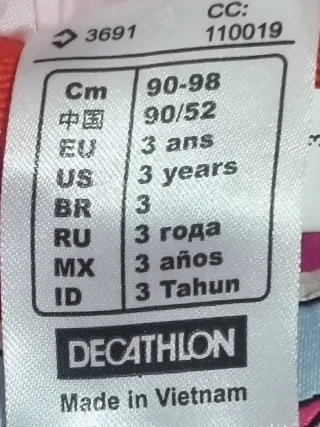 3691 CC:
110019
Cm 90-98
中国 90/52
EU 3 ans
US 3 years
BR 3
RU 3 года
MX 3 años
ID 3 Tahun
DECATHLON
Made in Vietnam